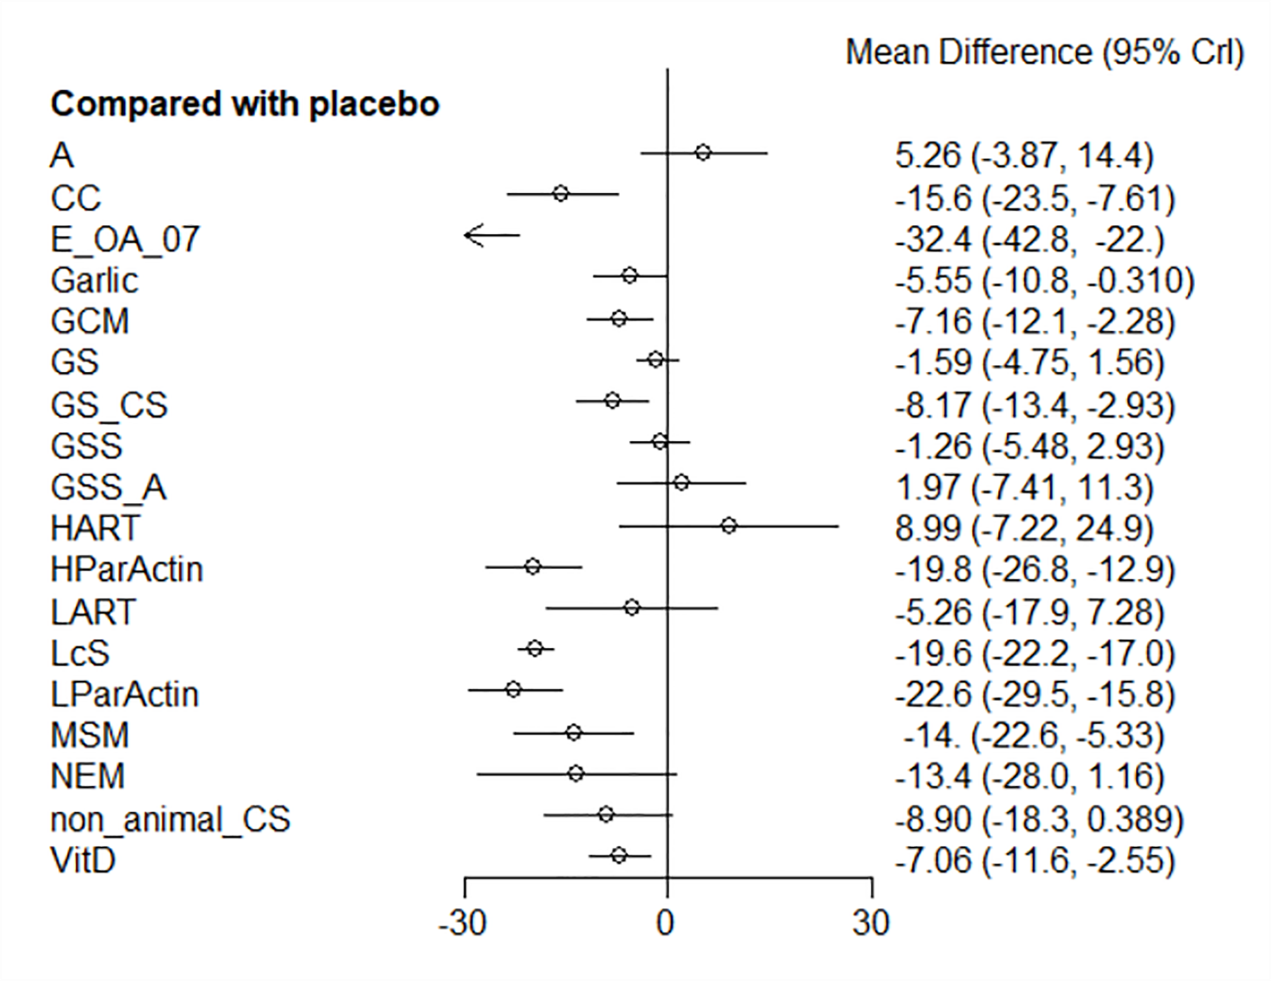 Mean Difference (95% CrI)
Compared with placebo
A 5.26 (-3.87, 14.4)
CC -15.6 (-23.5, -7.61)
E_OA_07 -32.4 (-42.8, -22.)
Garlic -5.55 (-10.8, -0.310)
GCM -7.16 (-12.1, -2.28)
GS -1.59 (-4.75, 1.56)
GS_CS -8.17 (-13.4, -2.93)
GSS -1.26 (-5.48, 2.93)
GSS_A 1.97 (-7.41, 11.3)
HART 8.99 (-7.22, 24.9)
HParActin -19.8 (-26.8, -12.9)
LART -5.26 (-17.9, 7.28)
LcS -19.6 (-22.2, -17.0)
LParActin -22.6 (-29.5, -15.8)
MSM -14. (-22.6, -5.33)
NEM -13.4 (-28.0, 1.16)
non_animal_CS -8.90 (-18.3, 0.389)
VitD -7.06 (-11.6, -2.55)
-30 0 30